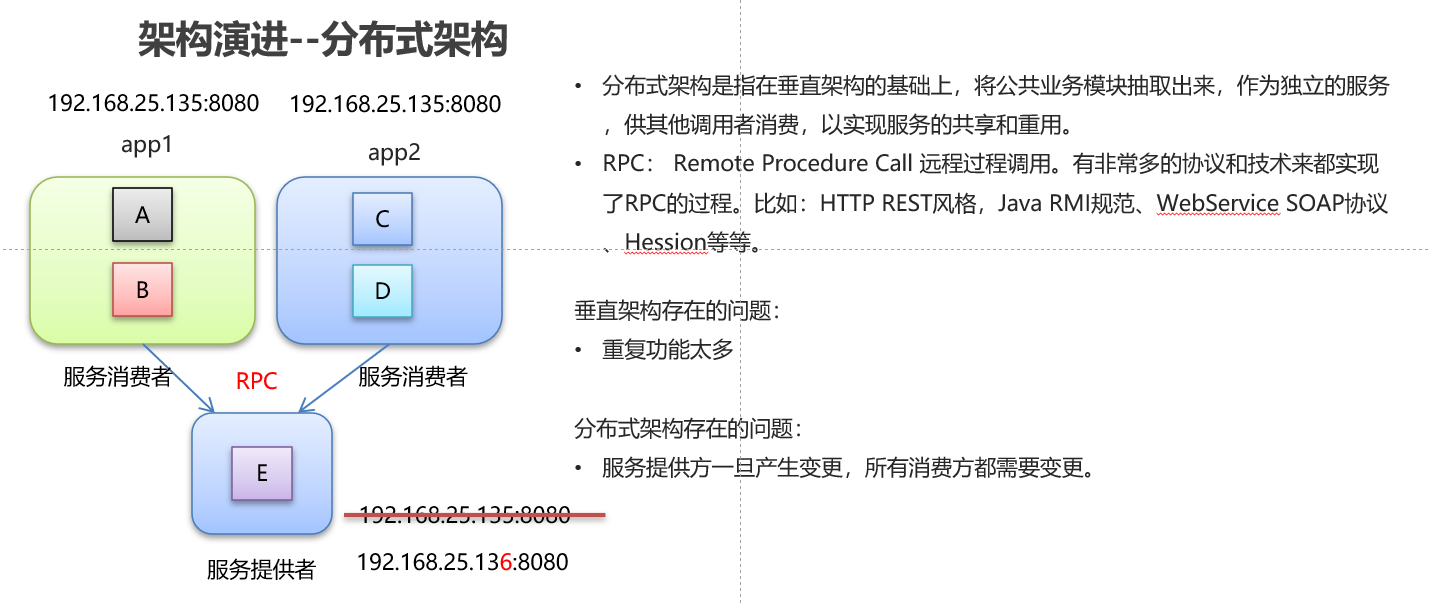 架构演进--分布式架构
192.168.25.135:8080
192.168.25.135:8080
app1
app2
A
C
B
D
服务消费者
RPC
服务消费者
E
192.168.25.135:8080
192.168.25.136:8080
服务提供者
• 分布式架构是指在垂直架构的基础上，将公共业务模块抽取出来，作为独立的服务
，供其他调用者消费，以实现服务的共享和重用。
• RPC： Remote Procedure Call 远程过程调用。有非常多的协议和技术来都实现
了RPC的过程。比如：HTTP REST风格，Java RMI规范、WebService SOAP协议
、Hession等等。
垂直架构存在的问题：
• 重复功能太多
分布式架构存在的问题：
• 服务提供方一旦产生变更，所有消费方都需要变更。